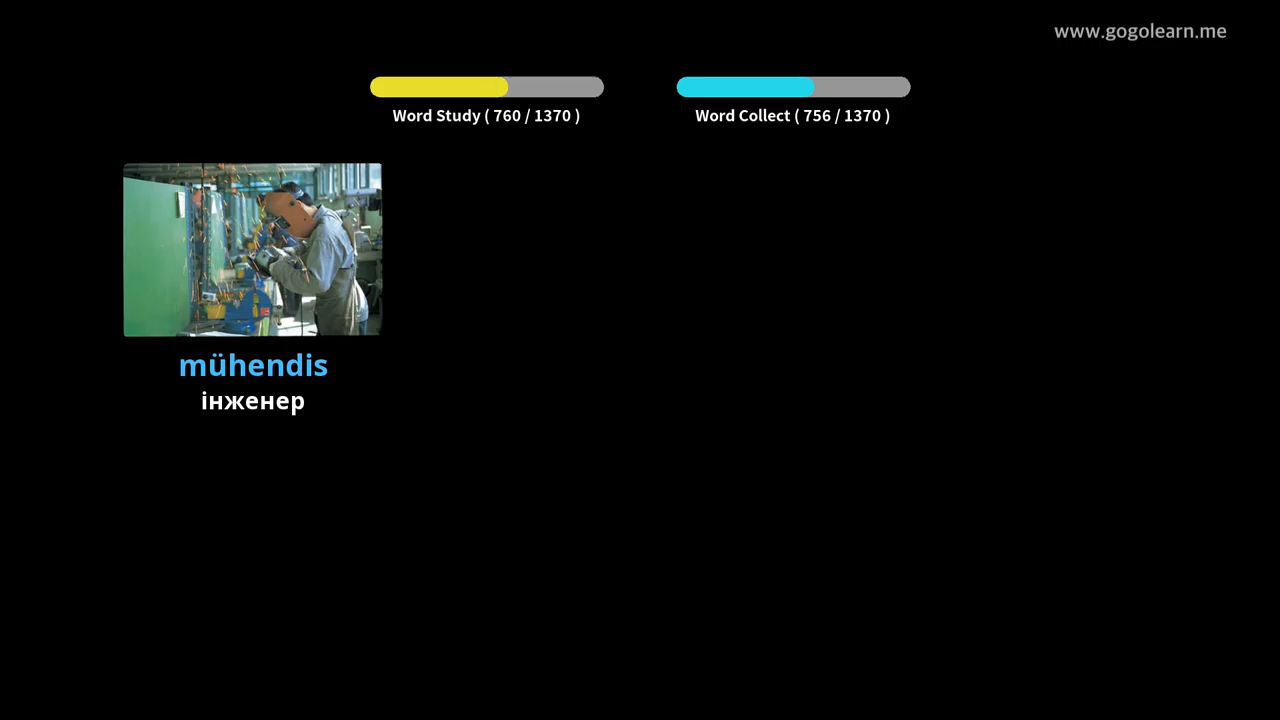 www.gogolearn.me
Word Study ( 760 / 1370 )
Word Collect ( 756 / 1370 )
mühendis
інженер